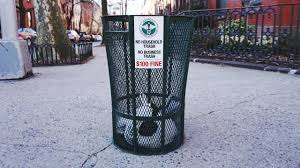 NO HOUSEHOLD
TRASH
NO BUSINESS
TRASH
$100 FINE